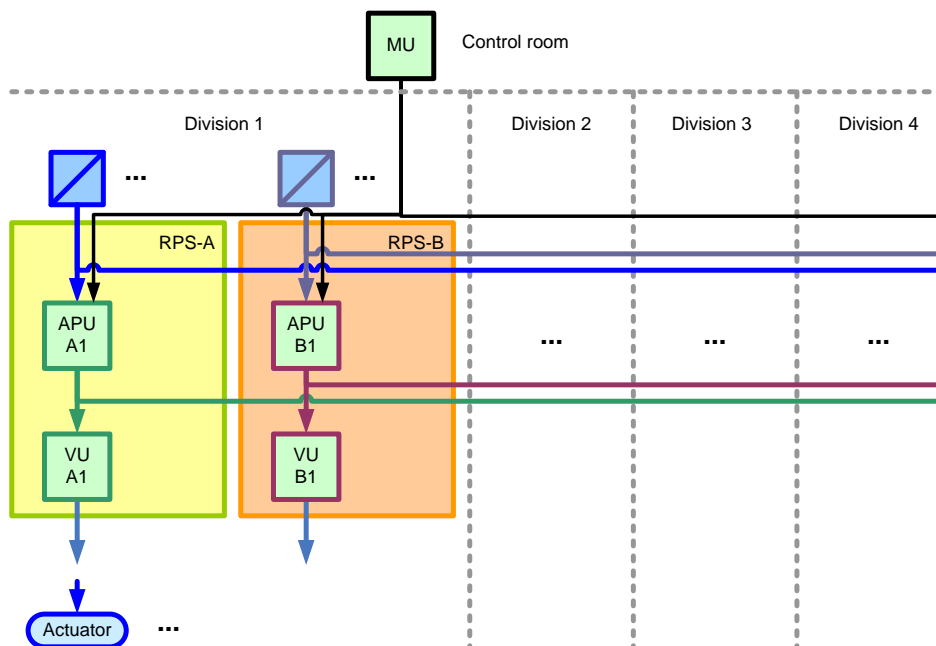 MU
Control room
Division 1
Division 2
Division 3
Division 4
...
...
RPS-A
RPS-B
APU
A1
APU
B1
...
...
...
VU
A1
VU
B1
Actuator
...